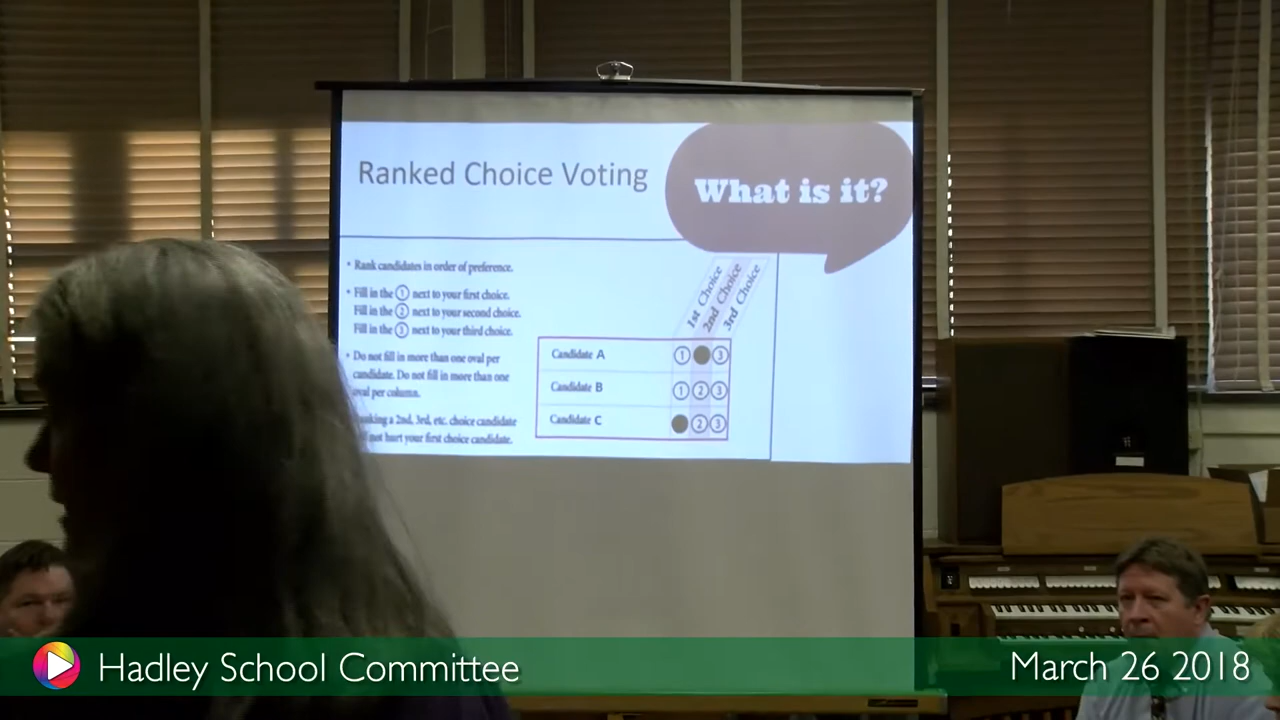 Ranked Choice Voting
What is it?
• Rank candidates in order of preference.
• Fill in the 1 next to your first choice.
Fill in the 2 next to your second choice.
Fill in the 3 next to your third choice.
• Do not fill in more than one oval per
candidate. Do not fill in more than one
oval per column.
a 2nd, 3rd, etc. choice candidate
not hurt your first choice candidate.
1st Choice
2nd Choice
3rd Choice
Candidate A 1 3
Candidate B 1 2 3
Candidate C 2 3
Hadley School Committee
March 26 2018